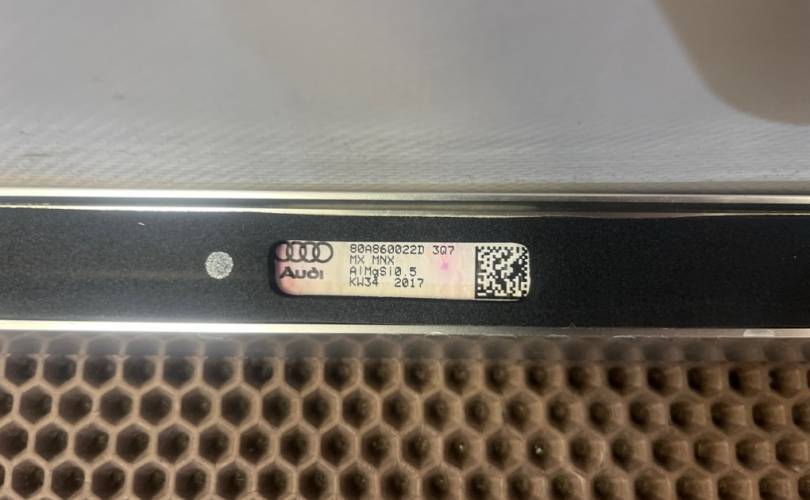 Audi
80A860022D 3Q7
MX MNX
AlMgSi0.5
KW34 2017